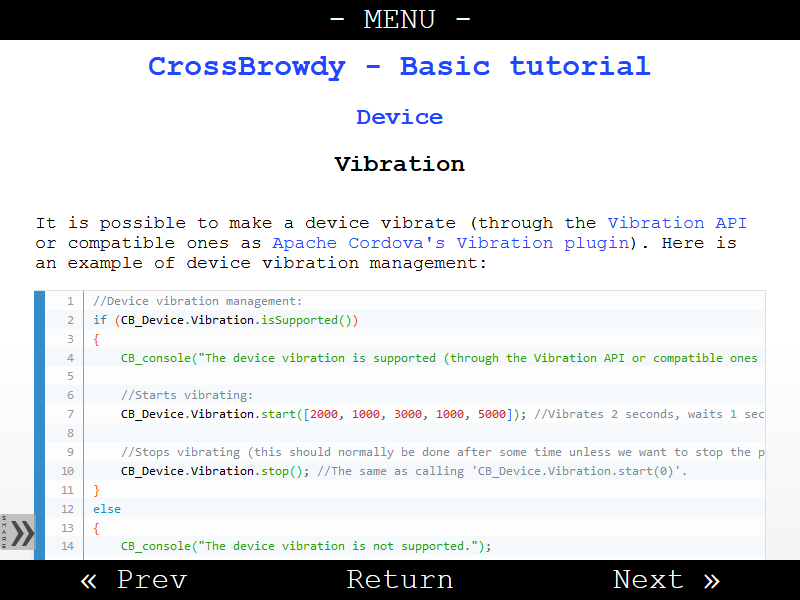 - MENU -
CrossBrowdy - Basic tutorial
Device
Vibration
It is possible to make a device vibrate (through the Vibration API
or compatible ones as Apache Cordova's Vibration plugin). Here is
an example of device vibration management:
1 //Device vibration management:
2 if (CB_Device.Vibration.isSupported())
3 {
4 CB_console("The device vibration is supported (through the Vibration API or compatible ones
5
6 //Starts vibrating:
7 CB_Device.Vibration.start([2000, 1000, 3000, 1000, 5000]); //Vibrates 2 seconds, waits 1 sec
8
9 //Stops vibrating (this should normally be done after some time unless we want to stop the p
10 CB_Device.Vibration.stop(); //The same as calling 'CB_Device.Vibration.start(0)'.
11 }
12 else
13 {
14 CB_console("The device vibration is not supported.");
SHARE »
« Prev Return Next »